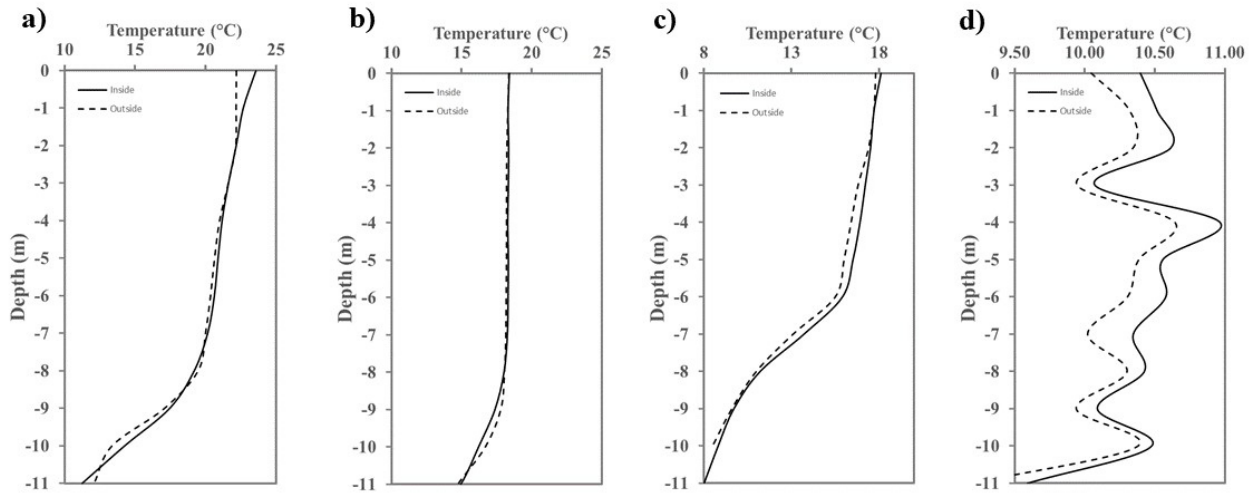 a)
Temperature (°C)
10 15 20 25
0
-1
-2
-3
-4
-5
-6
-7
-8
-9
-10
-11
Depth (m)
Inside
Outside
b)
Temperature (°C)
10 15 20 25
0
-1
-2
-3
-4
-5
-6
-7
-8
-9
-10
-11
Depth (m)
Inside
Outside
c)
Temperature (°C)
8 13 18
0
-1
-2
-3
-4
-5
-6
-7
-8
-9
-10
-11
Depth (m)
Inside
Outside
d)
Temperature (°C)
9.50 10.00 10.50 11.00
0
-1
-2
-3
-4
-5
-6
-7
-8
-9
-10
-11
Depth (m)
Inside
Outside